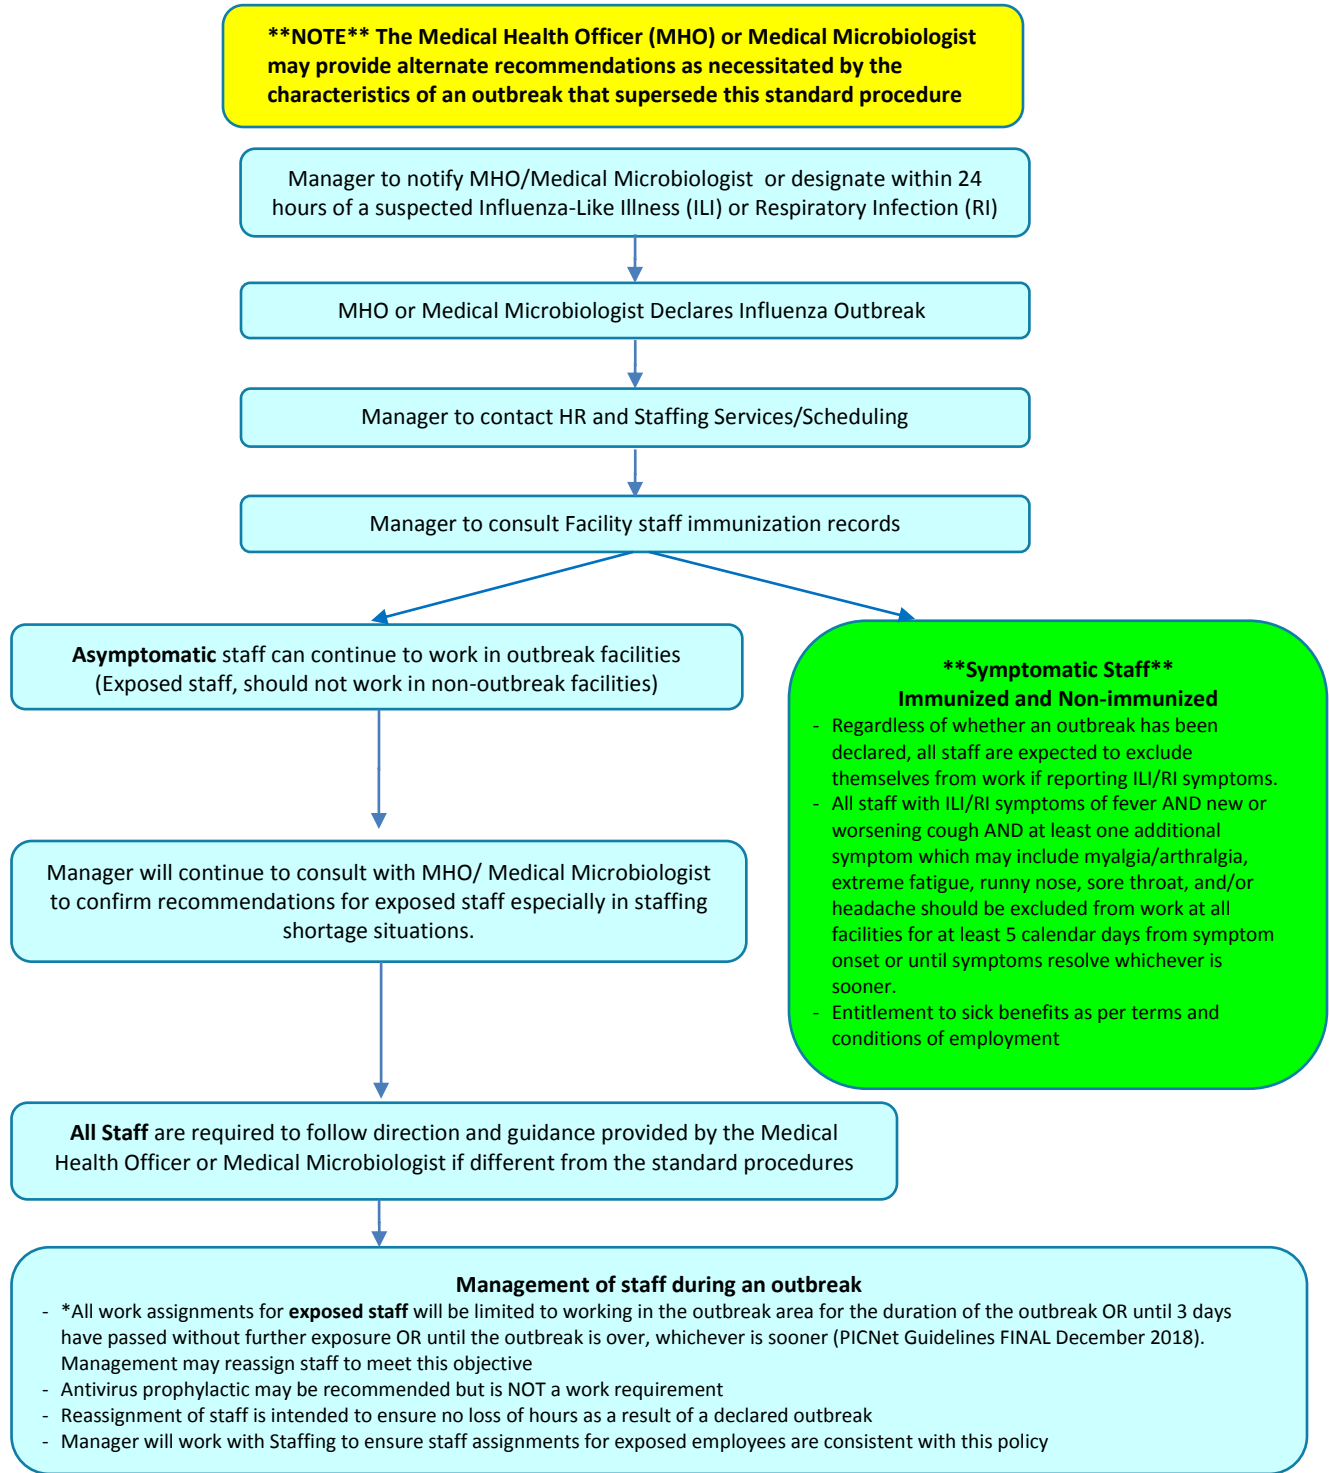 **NOTE** The Medical Health Officer (MHO) or Medical Microbiologist
may provide alternate recommendations as necessitated by the
characteristics of an outbreak that supersede this standard procedure
Manager to notify MHO/Medical Microbiologist or designate within 24
hours of a suspected Influenza-Like Illness (ILI) or Respiratory Infection (RI)
MHO or Medical Microbiologist Declares Influenza Outbreak
Manager to contact HR and Staffing Services/Scheduling
Manager to consult Facility staff immunization records
Asymptomatic staff can continue to work in outbreak facilities
(Exposed staff, should not work in non-outbreak facilities)
**Symptomatic Staff**
Immunized and Non-immunized
- Regardless of whether an outbreak has been
declared, all staff are expected to exclude
themselves from work if reporting ILI/RI symptoms.
- All staff with ILI/RI symptoms of fever AND new or
worsening cough AND at least one additional
symptom which may include myalgia/arthralgia,
extreme fatigue, runny nose, sore throat, and/or
headache should be excluded from work at all
facilities for at least 5 calendar days from symptom
onset or until symptoms resolve whichever is
sooner.
- Entitlement to sick benefits as per terms and
conditions of employment
Manager will continue to consult with MHO/ Medical Microbiologist
to confirm recommendations for exposed staff especially in staffing
shortage situations.
All Staff are required to follow direction and guidance provided by the Medical
Health Officer or Medical Microbiologist if different from the standard procedures
Management of staff during an outbreak
- *All work assignments for exposed staff will be limited to working in the outbreak area for the duration of the outbreak OR until 3 days
have passed without further exposure OR until the outbreak is over, whichever is sooner (PICNet Guidelines FINAL December 2018).
Management may reassign staff to meet this objective
- Antivirus prophylactic may be recommended but is NOT a work requirement
- Reassignment of staff is intended to ensure no loss of hours as a result of a declared outbreak
- Manager will work with Staffing to ensure staff assignments for exposed employees are consistent with this policy